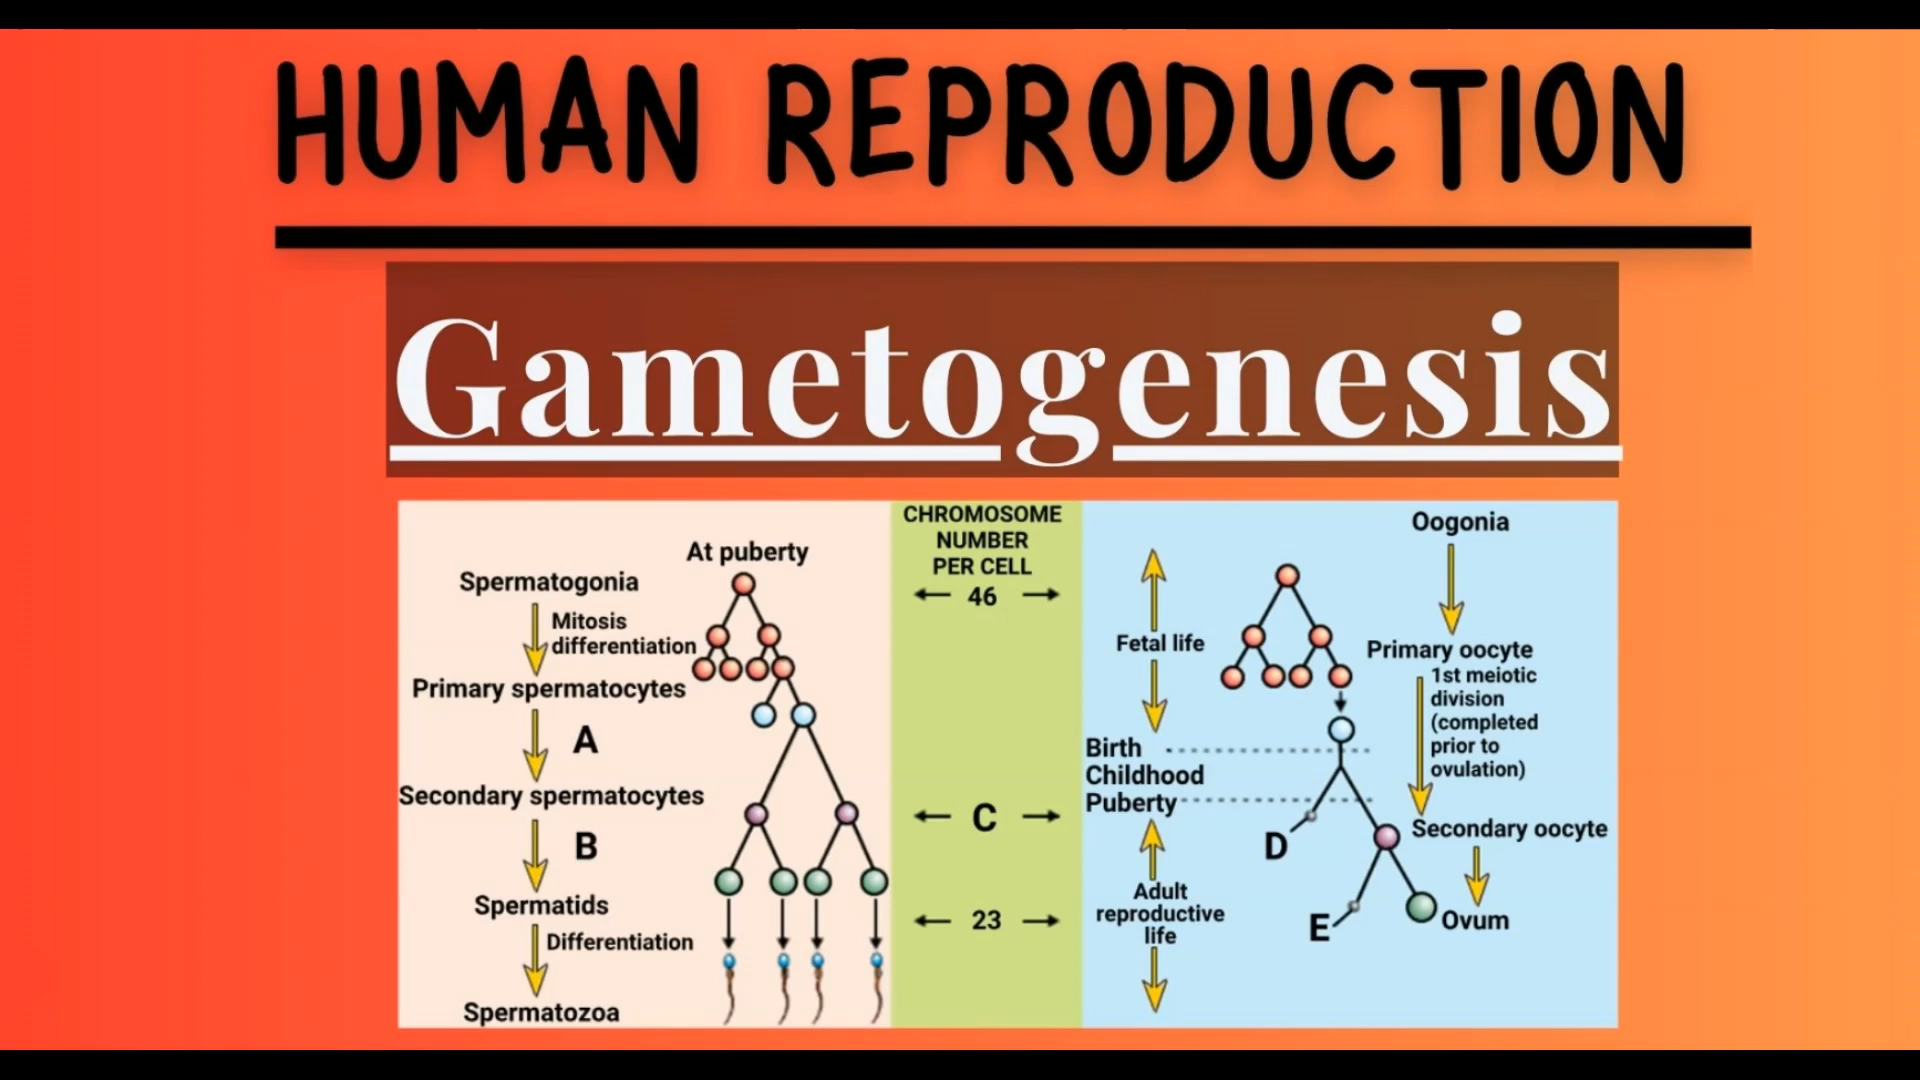 HUMAN REPRODUCTION
Gametogenesis
At puberty
Spermatogonia
Mitosis
differentiation
Primary spermatocytes
A
Secondary spermatocytes
B
Spermatids
Differentiation
Spermatozoa
CHROMOSOME
NUMBER
PER CELL
46
C
23
Fetal life
Birth
Childhood
Puberty
Adult
reproductive
life
D
E
Oogonia
Primary oocyte
1st meiotic
division
(completed
prior to
ovulation)
Secondary oocyte
Ovum